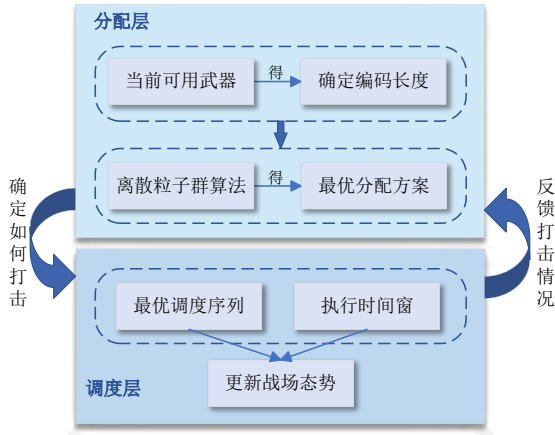 分配层
当前可用武器
得
确定编码长度
离散粒子群算法
得
最优分配方案
确定如何打击
反馈打击情况
最优调度序列
执行时间窗
更新战场态势
调度层